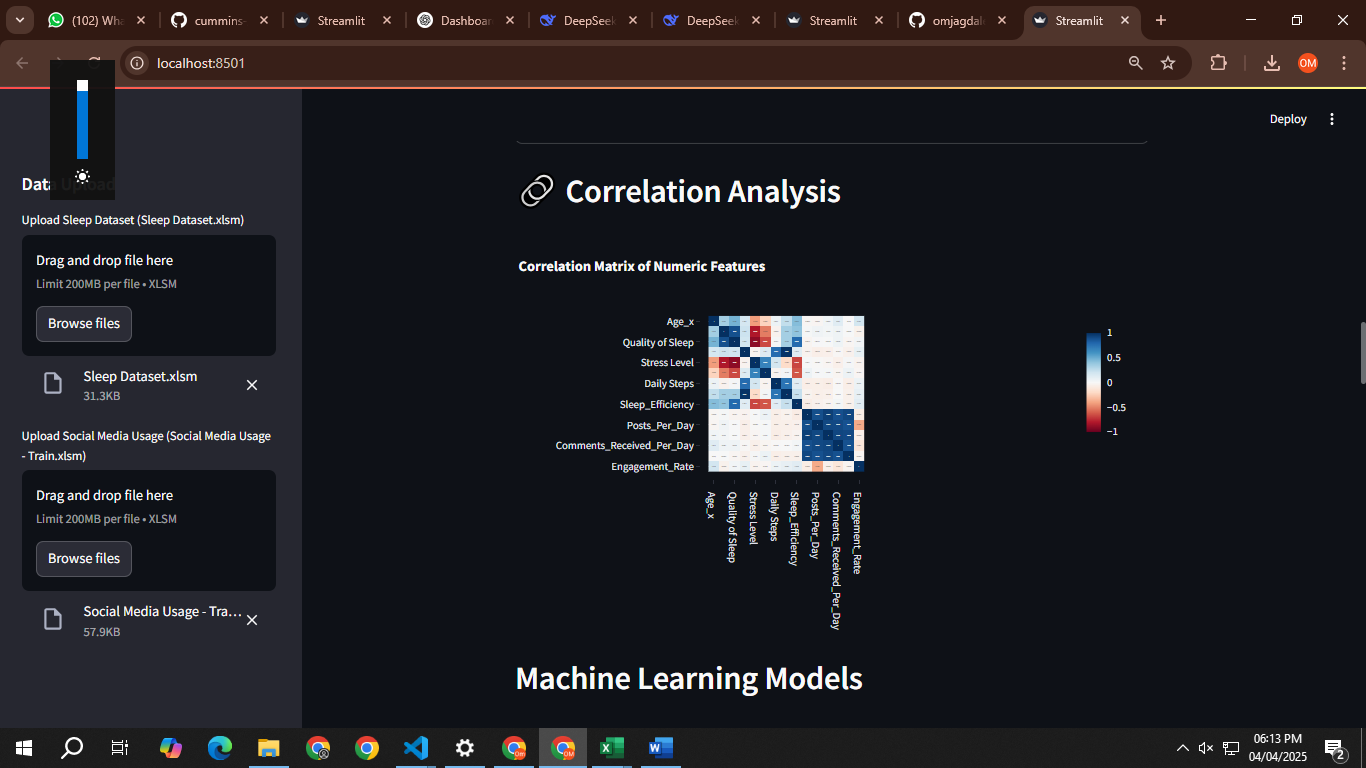 (102) Wha
cummins-
Streamlit
Dashboar
DeepSeek
DeepSeek
Streamlit
omjagdale
Streamlit
localhost:8501
OM
Deploy
Data Upload
Upload Sleep Dataset (Sleep Dataset.xlsm)
Drag and drop file here
Limit 200MB per file • XLSM
Browse files
Sleep Dataset.xlsm
31.3KB
Upload Social Media Usage (Social Media Usage
- Train.xlsm)
Drag and drop file here
Limit 200MB per file • XLSM
Browse files
Social Media Usage - Tra...
57.9KB
Correlation Analysis
Correlation Matrix of Numeric Features
Age_x
Quality of Sleep
Stress Level
Daily Steps
Sleep_Efficiency
Posts_Per_Day
Comments_Received_Per_Day
Engagement_Rate
Age_x
Quality of Sleep
Stress Level
Daily Steps
Sleep_Efficiency
Posts_Per_Day
Comments_Received_Per_Day
Engagement_Rate
1
0.5
0
−0.5
−1
Machine Learning Models
06:13 PM
04/04/2025
2